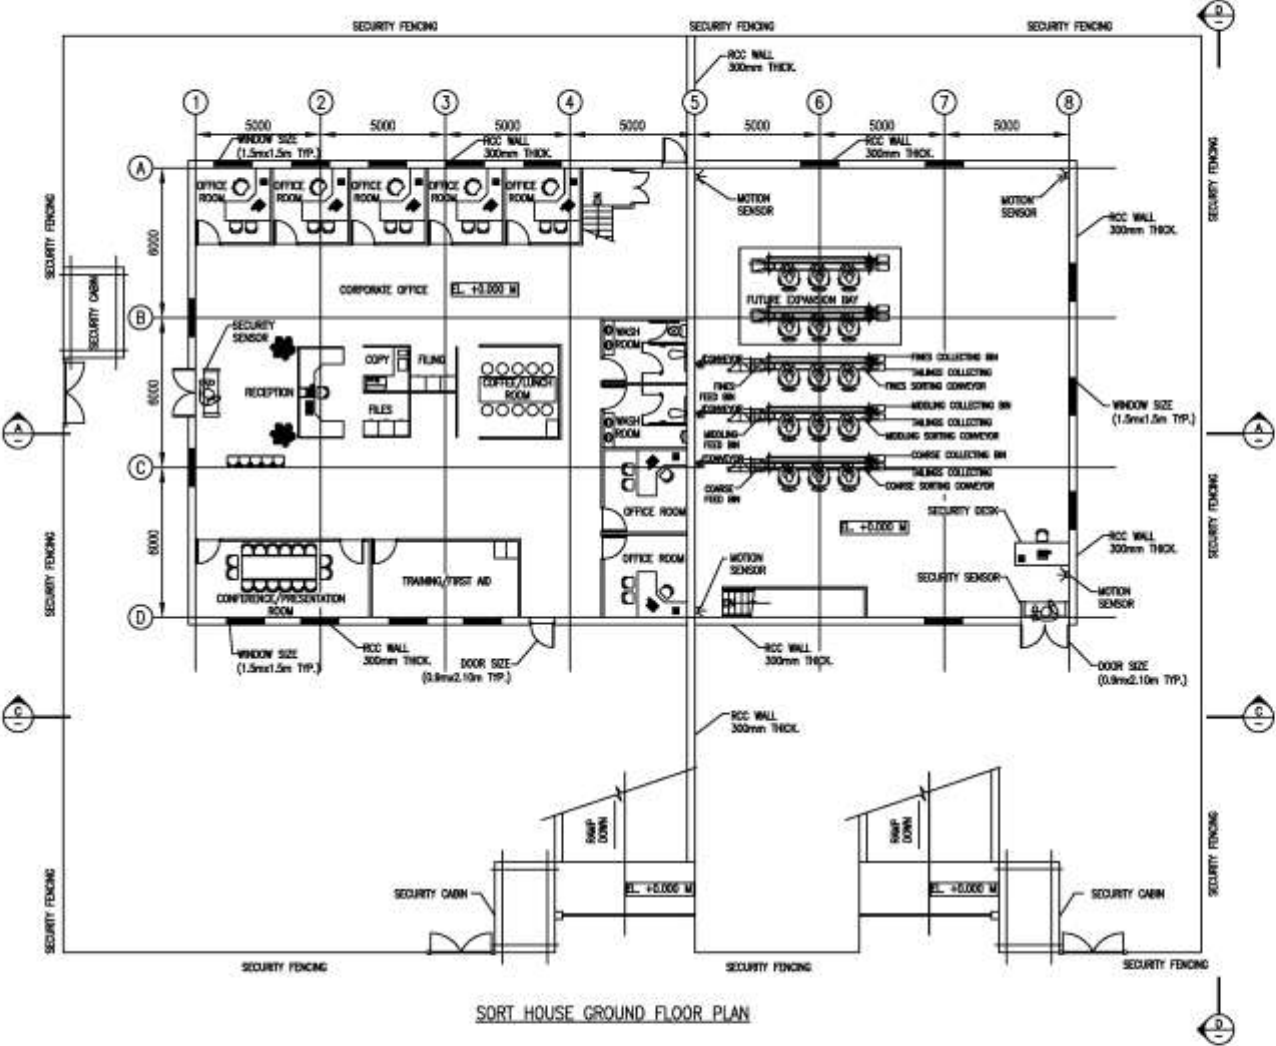 SECURITY FENCING
SECURITY FENCING
SECURITY FENCING
D
RCC WALL
300mm THICK.
1
2
3
4
5
6
7
8
5000
5000
5000
5000
5000
5000
5000
WINDOW SIZE
(1.5mx1.5m TYP.)
RCC WALL
300mm THICK.
RCC WALL
300mm THICK.
A
OFFICE
ROOM
OFFICE
ROOM
OFFICE
ROOM
OFFICE
ROOM
OFFICE
ROOM
DN
MOTION
SENSOR
MOTION
SENSOR
SECURITY FENCING
SECURITY FENCING
RCC WALL
300mm THICK.
6000
CORPORATE OFFICE
EL. +0.000 M
SECURITY CABIN
FUTURE EXPANSION BAY
B
SECURITY
SENSOR
WASH
ROOM
COPY
FILING
RECEPTION
COFFEE/LUNCH
ROOM
FILES
6000
WASH
ROOM
CONVEYOR
FINES
FEED BIN
FINES COLLECTING BIN
TAILINGS COLLECTING
FINES SORTING CONVEYOR
CONVEYOR
MIDDLING
FEED BIN
MIDDLING COLLECTING BIN
TAILINGS COLLECTING
MIDDLING SORTING CONVEYOR
CONVEYOR
COARSE
FEED BIN
COARSE COLLECTING BIN
TAILINGS COLLECTING
COARSE SORTING CONVEYOR
WINDOW SIZE
(1.5mx1.5m TYP.)
A
A
C
OFFICE ROOM
SECURITY DESK
EL. +0.000 M
SECURITY FENCING
SECURITY FENCING
6000
RCC WALL
300mm THICK.
OFFICE ROOM
MOTION
SENSOR
SECURITY SENSOR
MOTION
SENSOR
TRAINING/FIRST AID
CONFERENCE/PRESENTATION
ROOM
D
WINDOW SIZE
(1.5mx1.5m TYP.)
RCC WALL
300mm THICK.
DOOR SIZE
(0.9mx2.10m TYP.)
RCC WALL
300mm THICK.
DOOR SIZE
(0.9mx2.10m TYP.)
C
C
RCC WALL
300mm THICK.
RAMP
DOWN
RAMP
DOWN
SECURITY FENCING
SECURITY FENCING
SECURITY CABIN
EL. +0.000 M
EL. +0.000 M
SECURITY CABIN
SECURITY FENCING
SECURITY FENCING
SECURITY FENCING
SORT HOUSE GROUND FLOOR PLAN
D